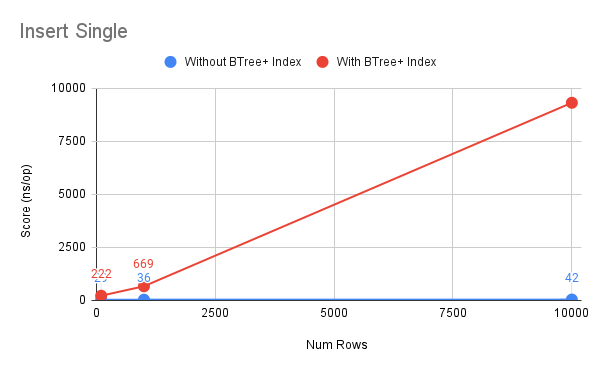 Insert Single
Without BTree+ Index
With BTree+ Index
10000
7500
5000
2500
0
Score (ns/op)
222
669
36
42
0
2500
5000
7500
10000
Num Rows